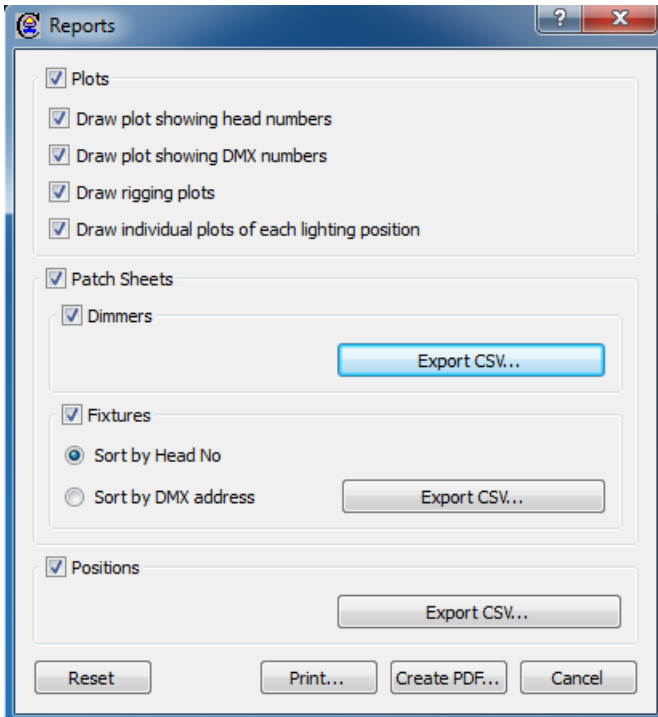 Reports
Plots
Draw plot showing head numbers
Draw plot showing DMX numbers
Draw rigging plots
Draw individual plots of each lighting position
Patch Sheets
Dimmers
Export CSV...
Fixtures
Sort by Head No
Sort by DMX address Export CSV...
Positions
Export CSV...
Reset Print... Create PDF... Cancel